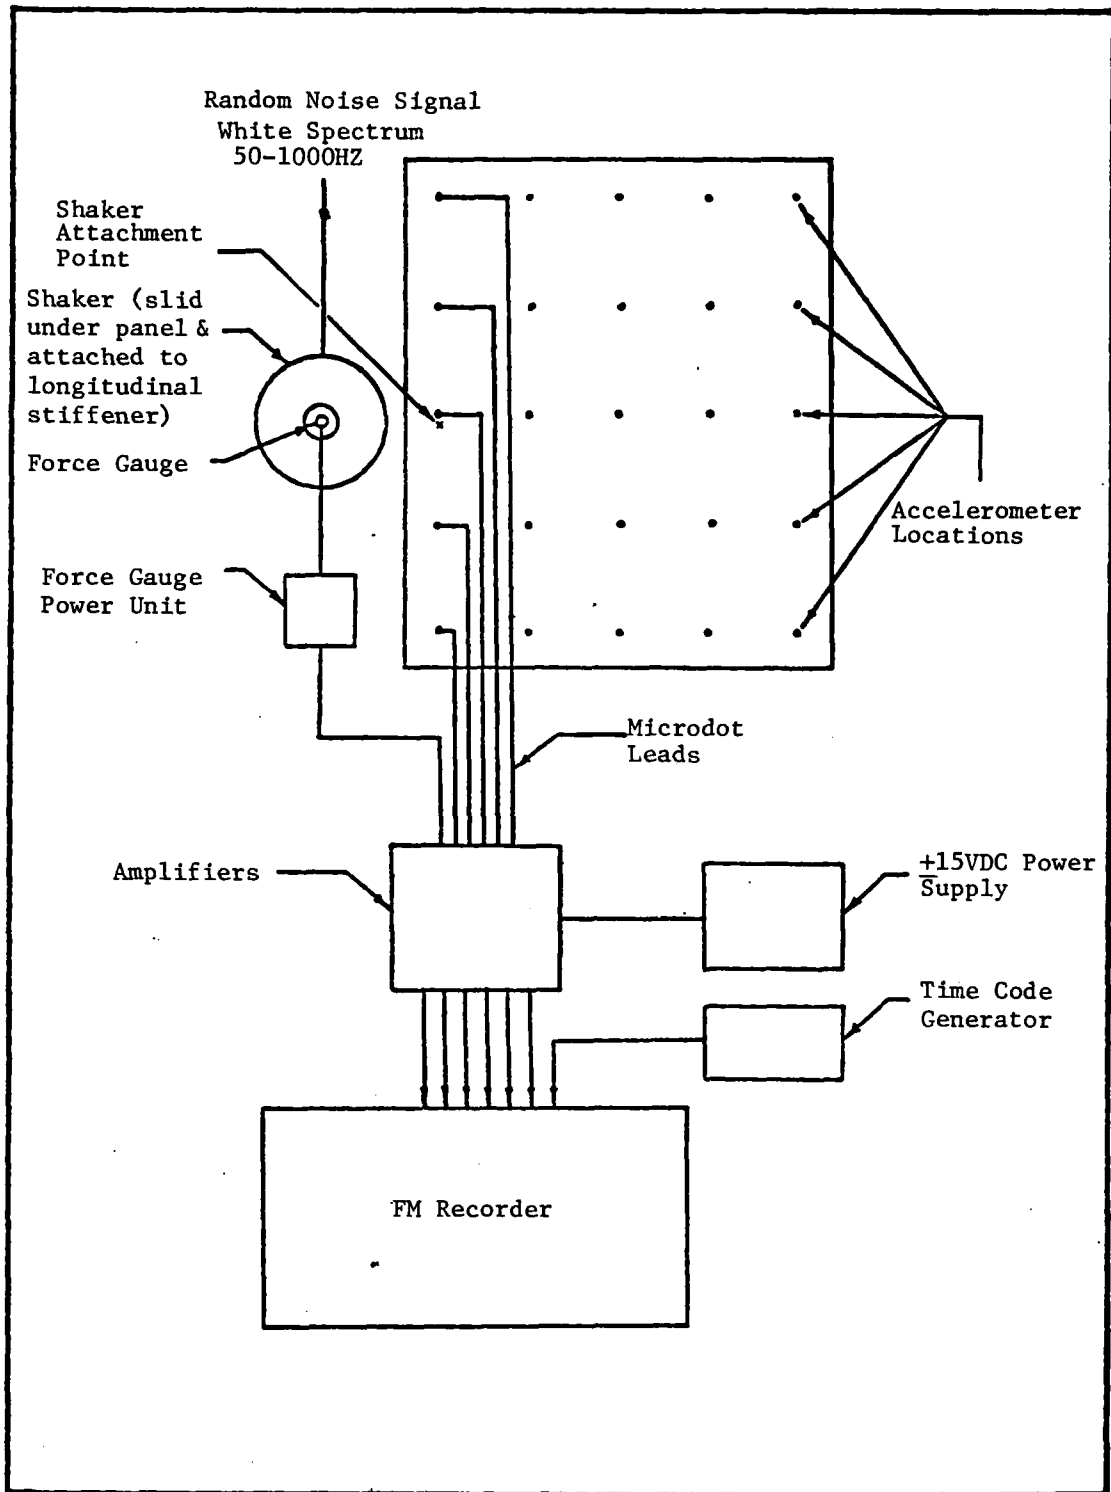 Random Noise Signal
White Spectrum
50-1000HZ
Shaker
Attachment
Point
Shaker (slid
under panel &
attached to
longitudinal
stiffener)
Force Gauge
Force Gauge
Power Unit
Accelerometer
Locations
Microdot
Leads
Amplifiers
±15VDC Power
Supply
Time Code
Generator
FM Recorder